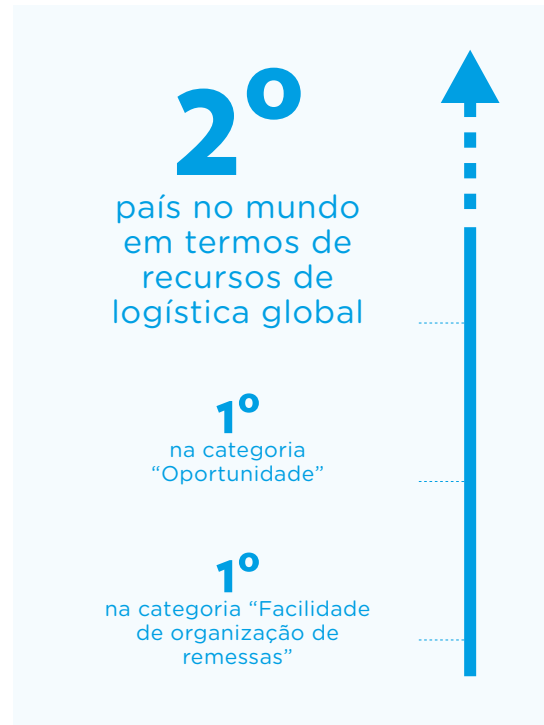 2º
país no mundo
em termos de
recursos de
logística global
1º
na categoria
“Oportunidade”
1º
na categoria “Facilidade
de organização de
remessas”